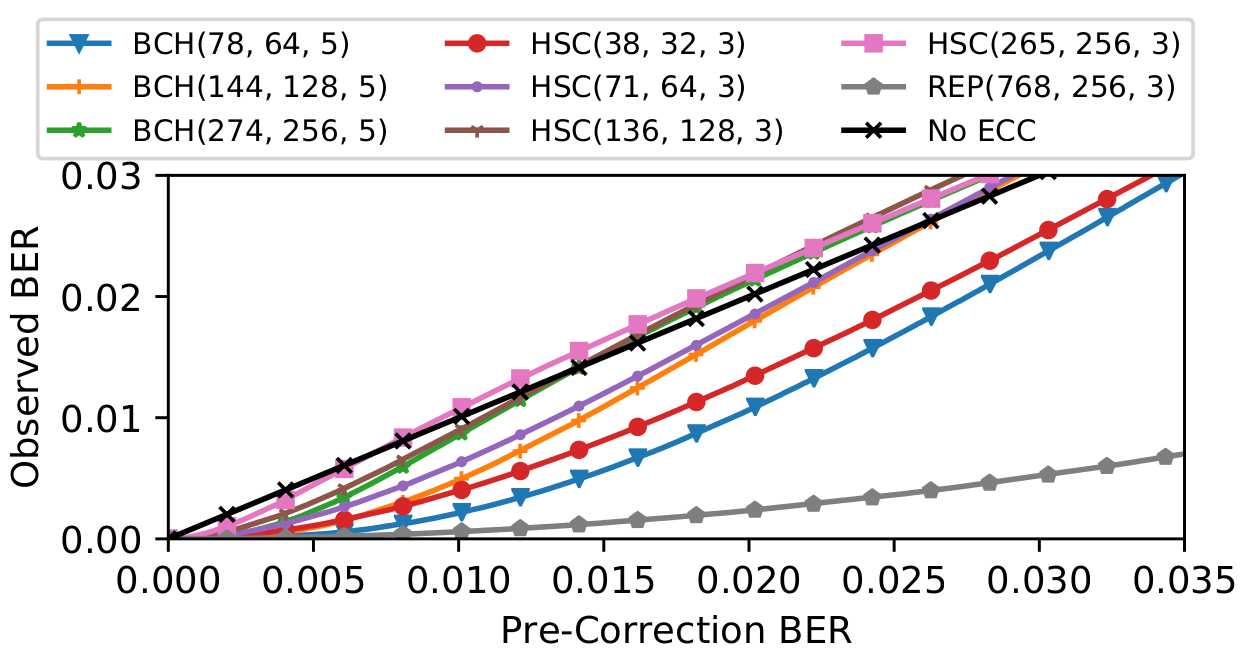 BCH(78, 64, 5) HSC(38, 32, 3) HSC(265, 256, 3)
BCH(144, 128, 5) HSC(71, 64, 3) REP(768, 256, 3)
BCH(274, 256, 5) HSC(136, 128, 3) No ECC
0.03
0.02
0.01
0.00
Observed BER
0.000 0.005 0.010 0.015 0.020 0.025 0.030 0.035
Pre-Correction BER